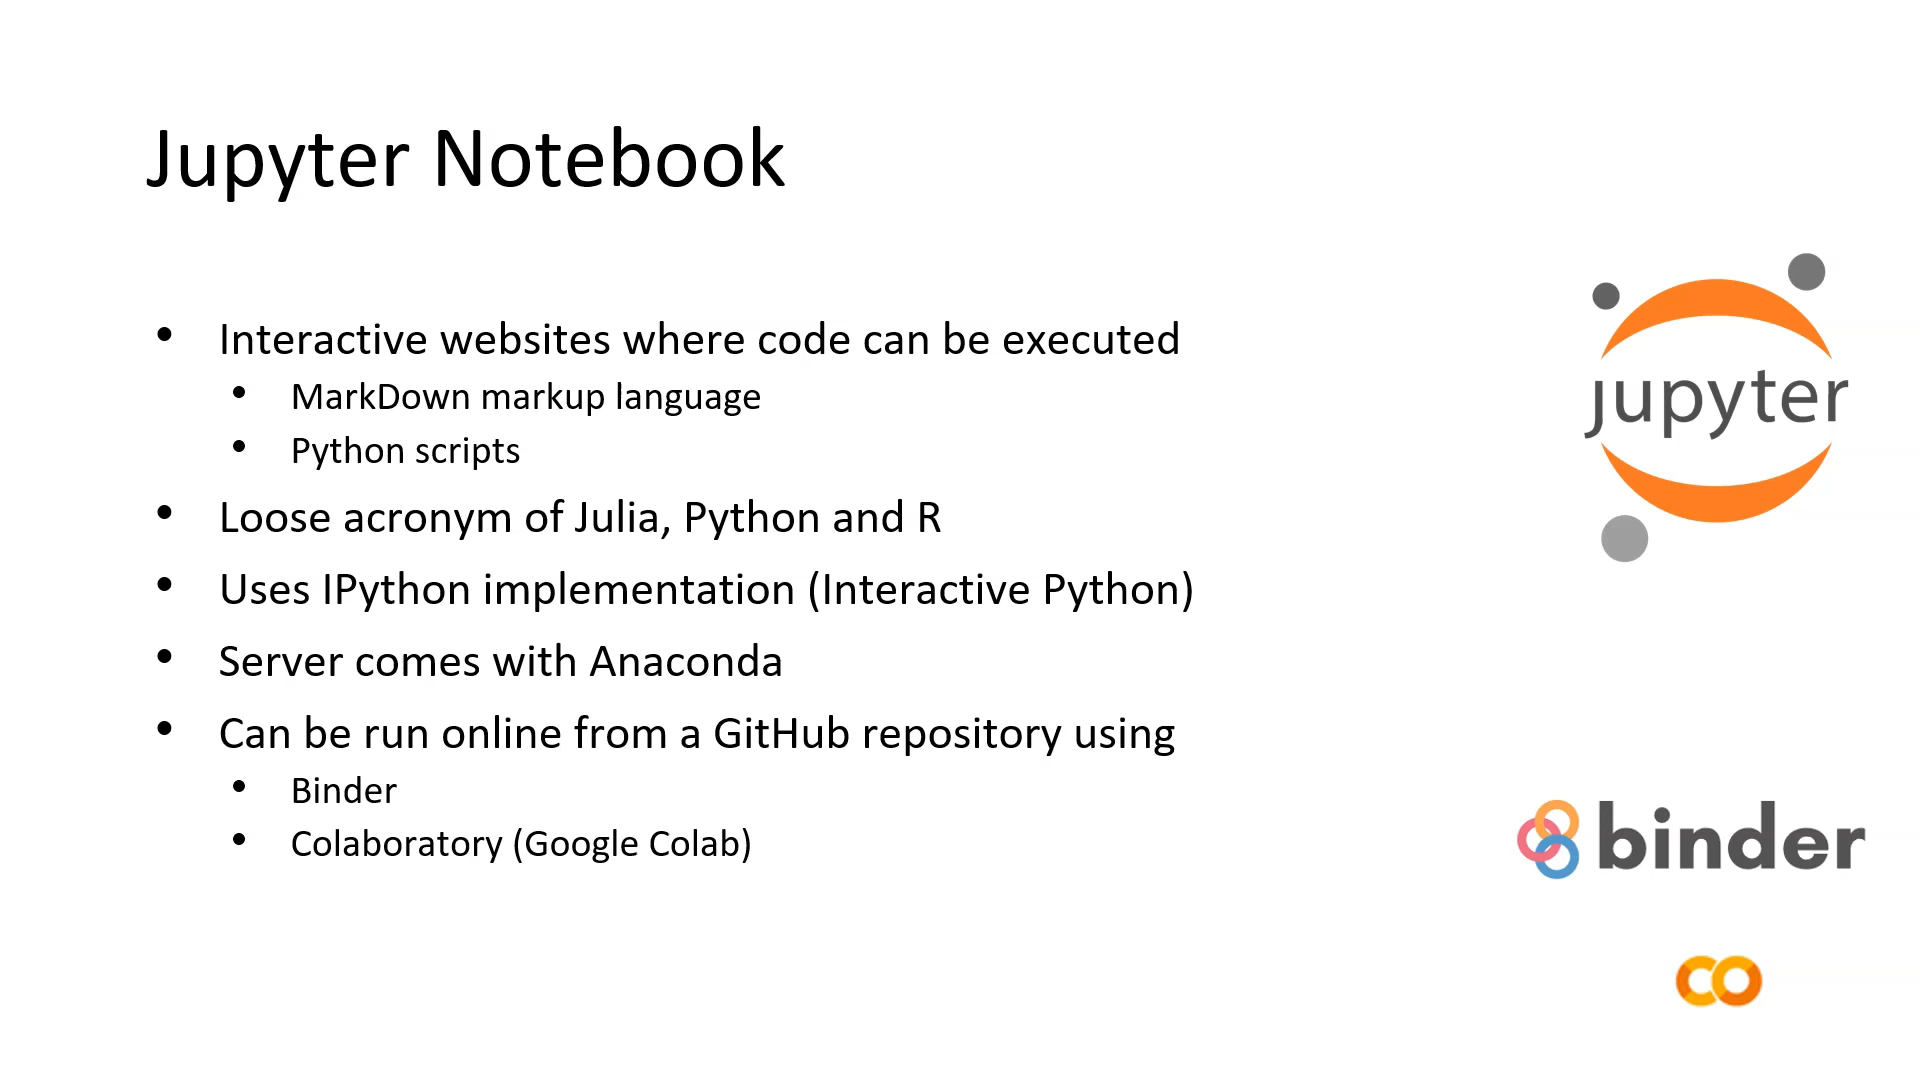 Jupyter Notebook
• Interactive websites where code can be executed
• MarkDown markup language
• Python scripts
• Loose acronym of Julia, Python and R
• Uses IPython implementation (Interactive Python)
• Server comes with Anaconda
• Can be run online from a GitHub repository using
• Binder
• Colaboratory (Google Colab)
jupyter
binder
CO